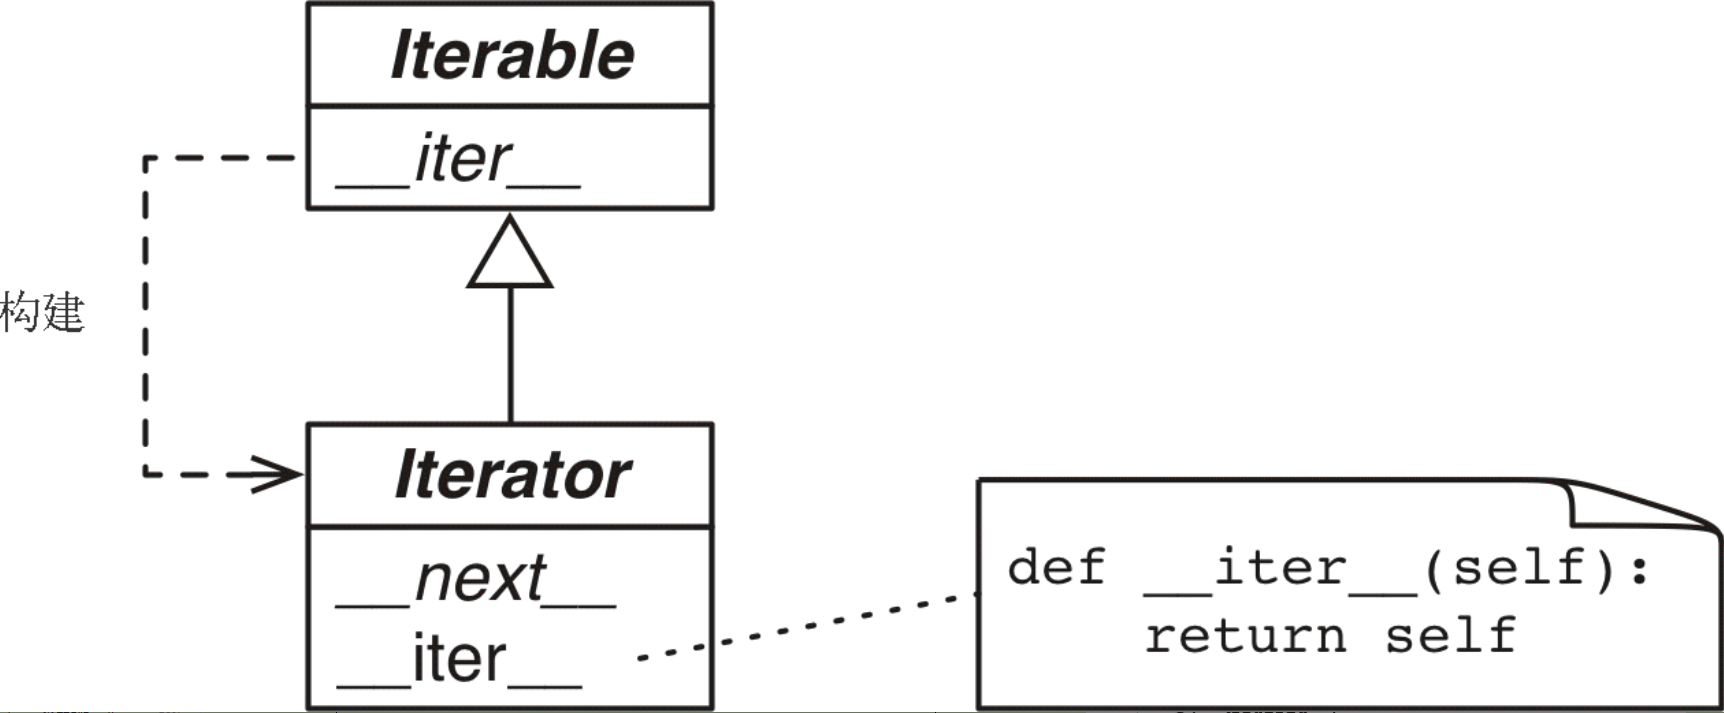 Iterable
__iter__
构建
Iterator
__next__
__iter__
def __iter__(self):
return self